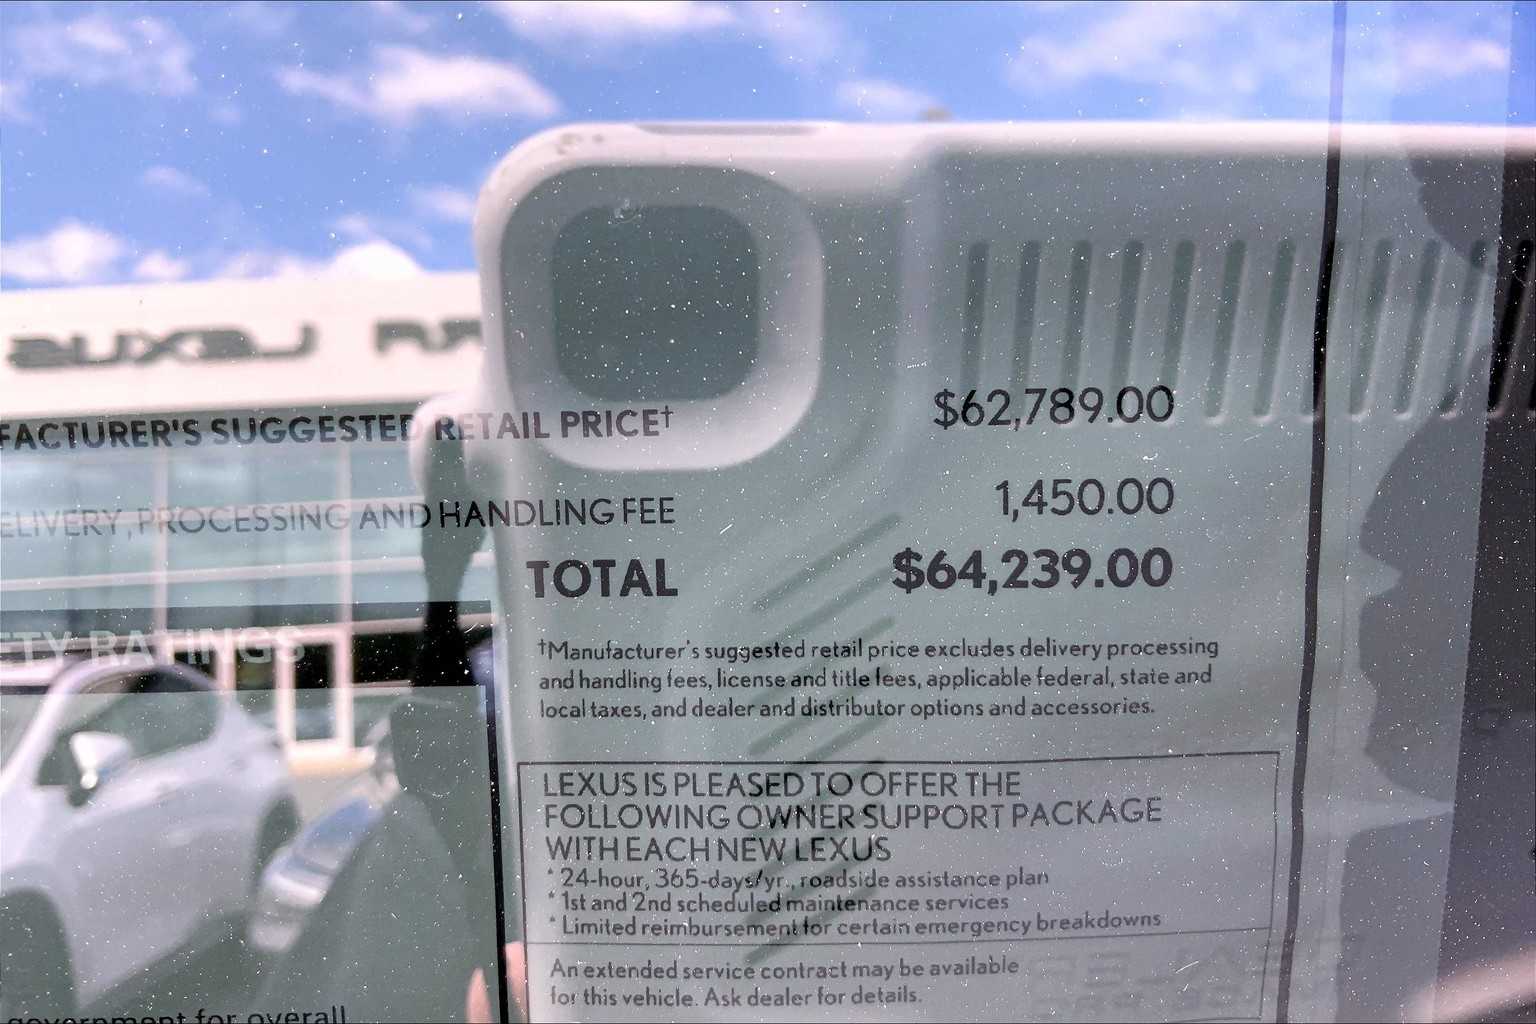 LEXUS
FACTURER'S SUGGESTED RETAIL PRICE† $62,789.00
ELIVERY, PROCESSING AND HANDLING FEE 1,450.00
TOTAL $64,239.00
†Manufacturer's suggested retail price excludes delivery processing
and handling fees, license and title fees, applicable federal, state and
local taxes, and dealer and distributor options and accessories.
ETY RATINGS
LEXUS IS PLEASED TO OFFER THE
FOLLOWING OWNER SUPPORT PACKAGE
WITH EACH NEW LEXUS
* 24-hour, 365-days/yr., roadside assistance plan
* 1st and 2nd scheduled maintenance services
* Limited reimbursement for certain emergency breakdowns
An extended service contract may be available
for this vehicle. Ask dealer for details.
government for overall